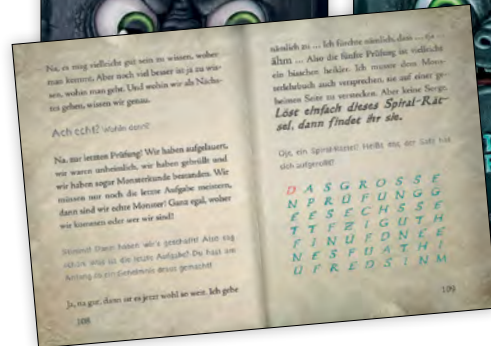 Na, es mag vielleicht gut sein zu wissen, woher
man kommt. Aber noch viel besser ist ja zu wis-
sen, wohin man geht. Und wohin wir als Nächs-
tes gehen, wissen wir genau.
Ach echt? Wohin denn?
Na, zur letzten Prüfung! Wir haben aufgelauert,
wir waren unheimlich, wir haben gebrüllt und
wir haben sogar Monsterkunde bestanden. Wir
müssen nur noch die letzte Aufgabe meistern,
dann sind wir echte Monster! Ganz egal, woher
wir kommen oder wer wir sind!
Stimmt! Dann haben wir's geschafft! Also sag
schon, was ist die letzte Aufgabe? Du hast am
Anfang so ein Geheimnis draus gemacht!
Ja, na gut, dann ist es jetzt wohl so weit. Ich gebe
108
nämlich zu ... Ich fürchte nämlich, dass ... tja ...
ähm ... Also die fünfte Prüfung ist vielleicht
ein bisschen heikler. Ich musste dem Mons-
terlehrbuch auch versprechen, sie auf einer ge-
heimen Seite zu verstecken. Aber keine Sorge.
Löst einfach dieses Spiral-Rät-
sel, dann findet ihr sie.
Oje, ein Spiral-Rätsel! Heißt das, der Satz hat
sich aufgerollt?
D A S G R O S S E
N P R Ü F U N G G
E E S E C H S S E
T T F Z I G U T H
F I N U F D N E E
N E S F U A T H I
Ü F R E D S I N M
109